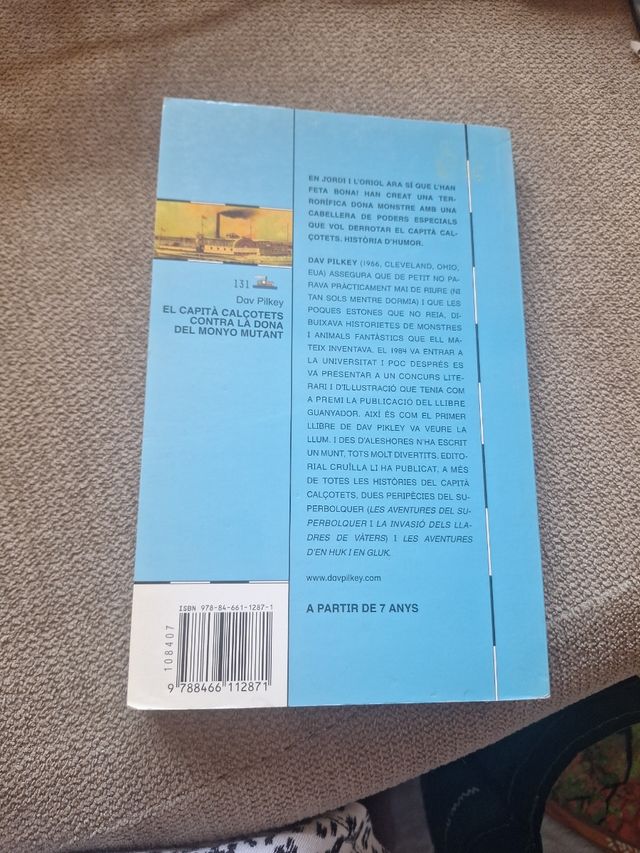 131
Dav Pilkey
EL CAPITÀ CALÇOTETS
CONTRA LA DONA
DEL MONYO MUTANT
EN JORDI I L'ORIOL ARA SÍ QUE L'HAN
FETA BONA! HAN CREAT UNA TER-
RORÍFICA DONA MONSTRE AMB UNA
CABELLERA DE PODERS ESPECIALS
QUE VOL DERROTAR EL CAPITÀ CAL-
ÇOTETS. HISTÒRIA D'HUMOR.
DAV PILKEY (1966, CLEVELAND, OHIO,
EUA) ASSEGURA QUE DE PETIT NO PA-
RAVA PRÀCTICAMENT MAI DE RIURE (NI
TAN SOLS MENTRE DORMIA) I QUE LES
POQUES ESTONES QUE NO REIA, DI-
BUIXAVA HISTORIETES DE MONSTRES
I ANIMALS FANTÀSTICS QUE ELL MA-
TEIX INVENTAVA. EL 1984 VA ENTRAR A
LA UNIVERSITAT I POC DESPRÉS ES
VA PRESENTAR A UN CONCURS LITE-
RARI I D'IL·LUSTRACIÓ QUE TENIA COM
A PREMI LA PUBLICACIÓ DEL LLIBRE
GUANYADOR. AIXÍ ÉS COM EL PRIMER
LLIBRE DE DAV PIKLEY VA VEURE LA
LLUM. I DES D'ALESHORES N'HA ESCRIT
UN MUNT, TOTS MOLT DIVERTITS. EDITO-
RIAL CRUÏLLA LI HA PUBLICAT, A MÉS
DE TOTES LES HISTÒRIES DEL CAPITÀ
CALÇOTETS, DUES PERIPÈCIES DEL SU-
PERBOLQUER (LES AVENTURES DEL SU-
PERBOLQUER I LA INVASIÓ DELS LLA-
DRES DE VÀTERS) I LES AVENTURES
D'EN HUK I EN GLUK.
www.davpilkey.com
A PARTIR DE 7 ANYS
ISBN 978-84-661-1287-1
108407
9 788466 112871